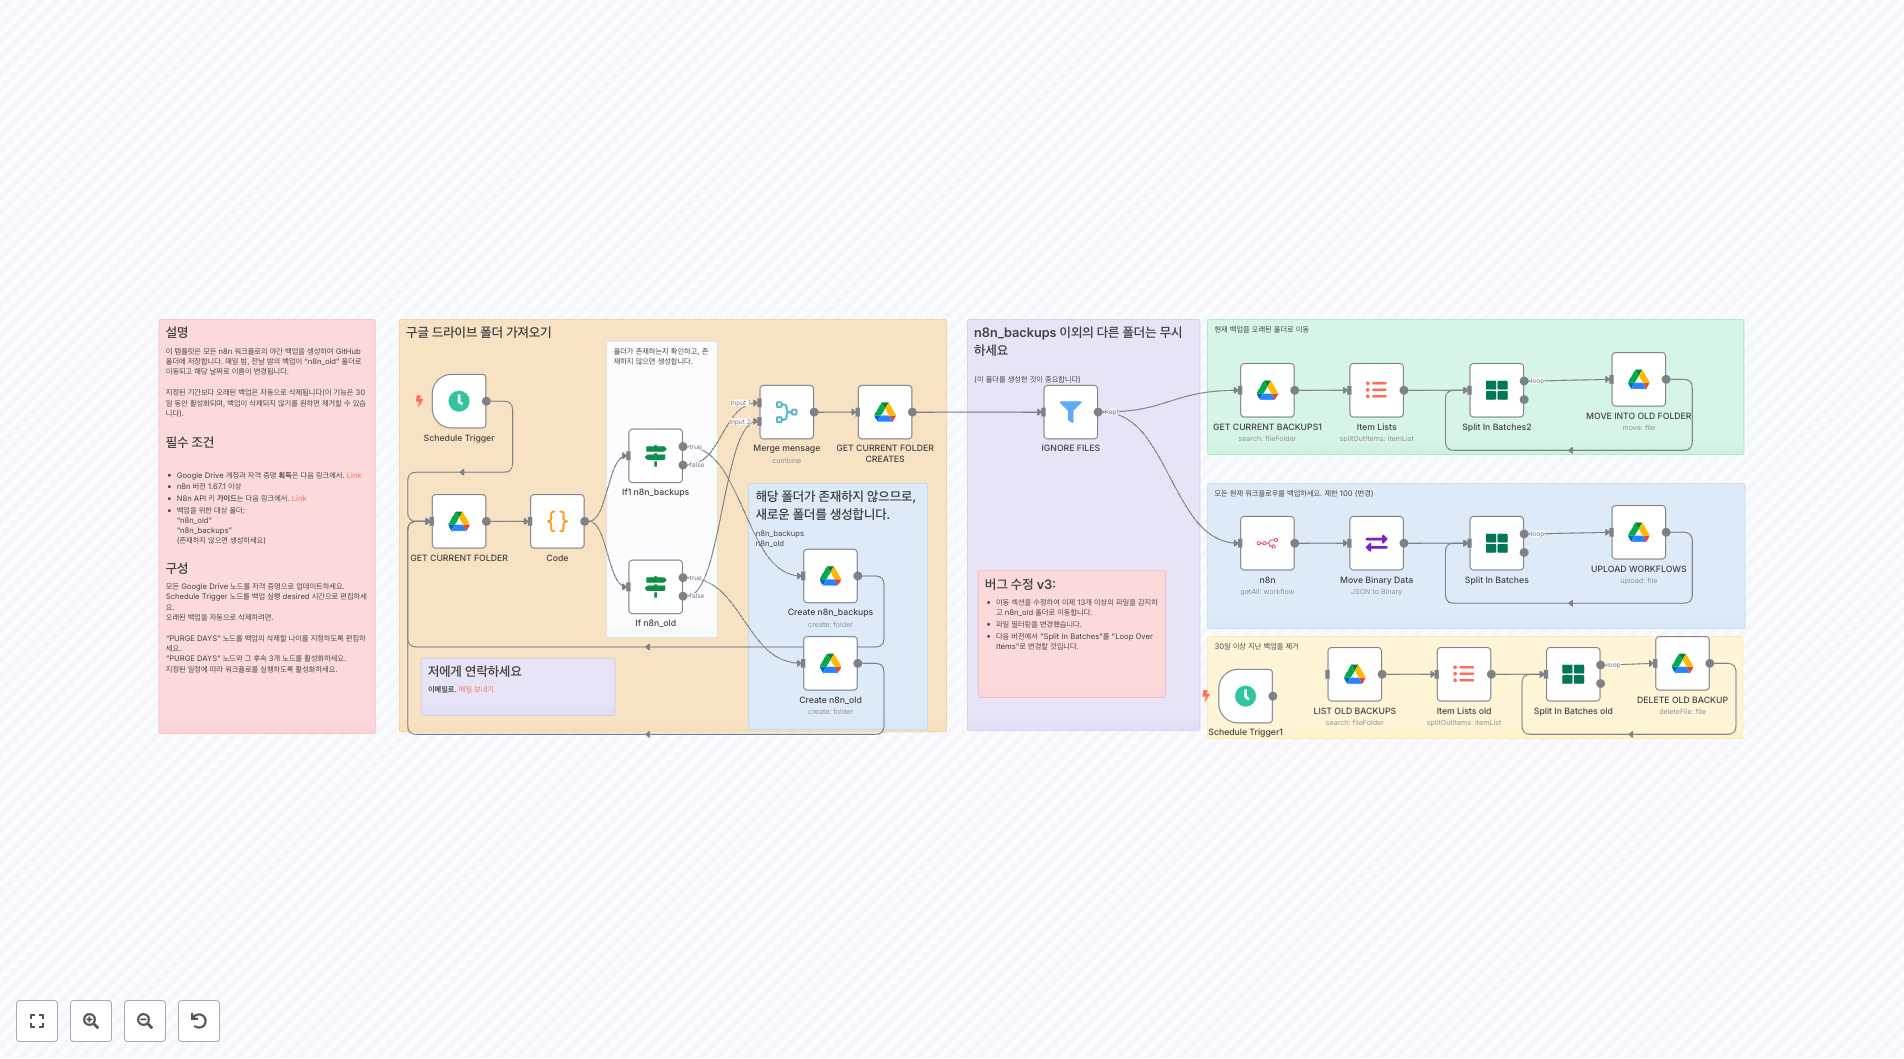 설명
이 템플릿은 모든 n8n 워크플로의 야간 백업을 생성하여 GitHub
폴더에 저장합니다. 매일 밤, 전날 밤의 백업이 "n8n_old" 폴더로
이동되고 해당 날짜로 이름이 변경됩니다.
지정된 기간보다 오래된 백업은 자동으로 삭제됩니다(이 기능은 30
일 동안 활성화되며, 백업이 삭제되지 않기를 원하면 제거할 수 있습
니다).
필수 조건
Google Drive 계정과 자격 증명 획득은 다음 링크에서. Link
n8n 버전 1.67.1 이상
N8n API 키 가이드는 다음 링크에서. Link
백업을 위한 대상 폴더:
"n8n_old"
"n8n_backups"
(존재하지 않으면 생성하세요)
구성
모든 Google Drive 노드를 자격 증명으로 업데이트하세요.
Schedule Trigger 노드를 백업 실행 desired 시간으로 편집하세
요.
오래된 백업을 자동으로 삭제하려면.
"PURGE DAYS" 노드를 백업의 삭제할 나이를 지정하도록 편집하
세요.
"PURGE DAYS" 노드와 그 후속 3개 노드를 활성화하세요.
지정된 일정에 따라 워크플로를 실행하도록 활성화하세요.
구글 드라이브 폴더 가져오기
폴더가 존재하는지 확인하고, 존
재하지 않으면 생성합니다.
Schedule Trigger
GET CURRENT FOLDER
Code
If1 n8n_backups
true
false
If n8n_old
true
false
Input 1
Input 2
Merge message
combine
GET CURRENT FOLDER
CREATES
해당 폴더가 존재하지 않으므로,
새로운 폴더를 생성합니다.
n8n_backups
n8n_old
Create n8n_backups
create: folder
Create n8n_old
create: folder
저에게 연락하세요
이메일로. 메일 보내기
n8n_backups 이외의 다른 폴더는 무시
하세요
(이 폴더를 생성한 것이 중요합니다)
IGNORE FILES
Kept
버그 수정 v3:
이동 섹션을 수정하여 이제 13개 이상의 파일을 감지하
고 n8n_old 폴더로 이동합니다.
파일 필터링을 변경했습니다.
다음 버전에서 "Split In Batches"를 "Loop Over
Items"로 변경할 것입니다.
현재 백업을 오래된 폴더로 이동
GET CURRENT BACKUPS1
search: fileFolder
Item Lists
splitOutItems: itemList
Split In Batches2
loop
MOVE INTO OLD FOLDER
move: file
모든 현재 워크플로우를 백업하세요. 제한 100 (변경)
n8n
getAll: workflow
Move Binary Data
JSON to Binary
Split In Batches
loop
UPLOAD WORKFLOWS
upload: file
30일 이상 지난 백업을 제거
Schedule Trigger1
LIST OLD BACKUPS
search: fileFolder
Item Lists old
splitOutItems: itemList
Split In Batches old
loop
DELETE OLD BACKUP
deleteFile: file